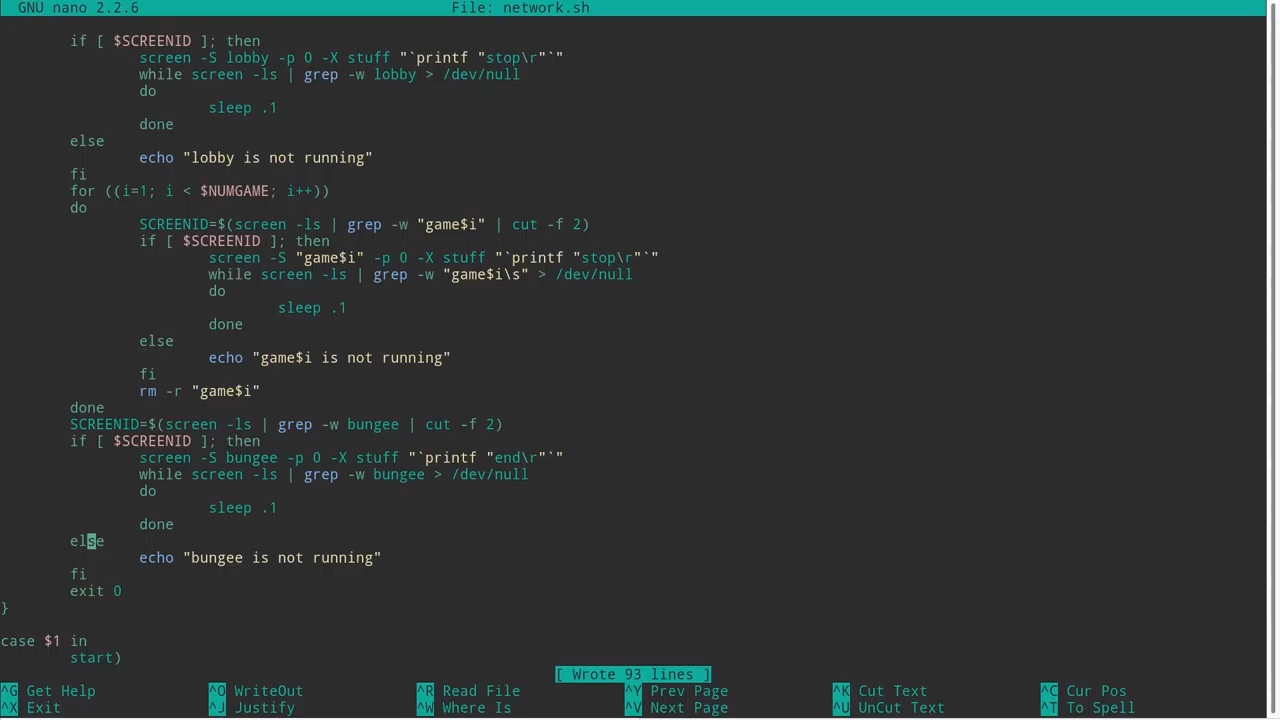 GNU nano 2.2.6 File: network.sh
if [ $SCREENID ]; then
screen -S lobby -p 0 -X stuff "`printf "stop\r"`"
while screen -ls | grep -w lobby > /dev/null
do
sleep .1
done
else
echo "lobby is not running"
fi
for ((i=1; i < $NUMGAME; i++))
do
SCREENID=$(screen -ls | grep -w "game$i" | cut -f 2)
if [ $SCREENID ]; then
screen -S "game$i" -p 0 -X stuff "`printf "stop\r"`"
while screen -ls | grep -w "game$i\s" > /dev/null
do
sleep .1
done
else
echo "game$i is not running"
fi
rm -r "game$i"
done
SCREENID=$(screen -ls | grep -w bungee | cut -f 2)
if [ $SCREENID ]; then
screen -S bungee -p 0 -X stuff "`printf "end\r"`"
while screen -ls | grep -w bungee > /dev/null
do
sleep .1
done
else
echo "bungee is not running"
fi
exit 0
}
case $1 in
start)
[ Wrote 93 lines ]
^G Get Help ^O WriteOut ^R Read File ^Y Prev Page ^K Cut Text ^C Cur Pos
^X Exit ^J Justify ^W Where Is ^V Next Page ^U UnCut Text ^T To Spell